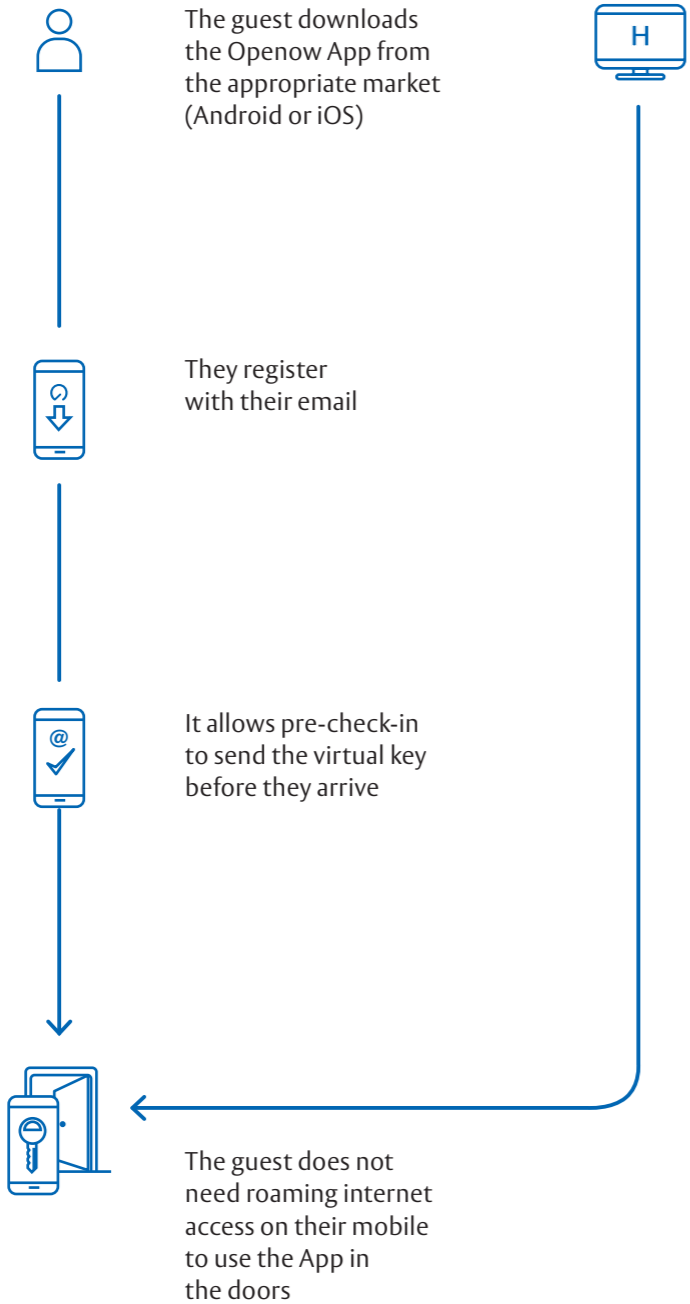 The guest downloads
the Openow App from
the appropriate market
(Android or iOS)
H
They register
with their email
@
It allows pre-check-in
to send the virtual key
before they arrive
The guest does not
need roaming internet
access on their mobile
to use the App in
the doors